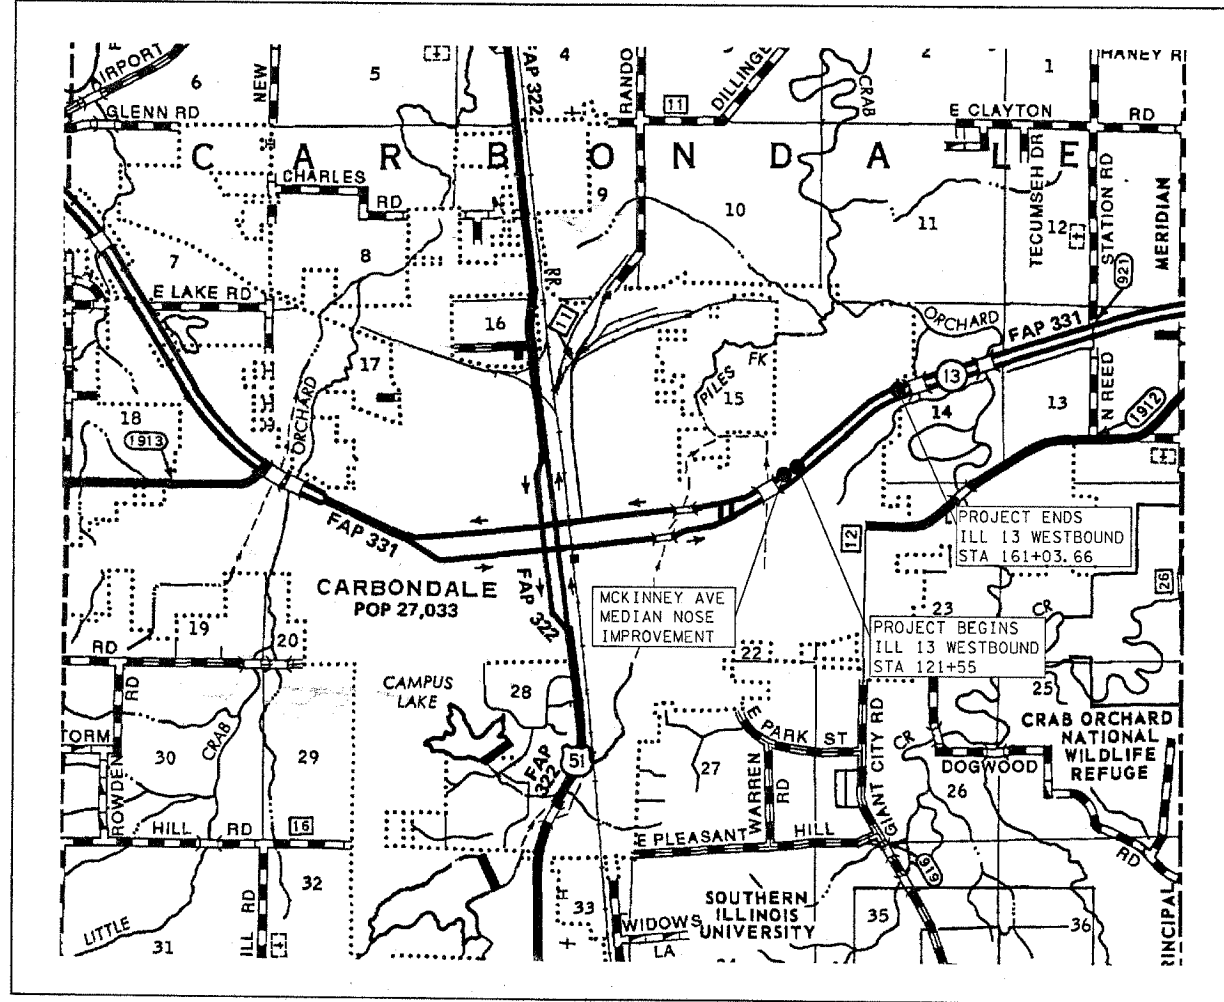 AIRPORT
6
NEW
5
FAP 322
4
RANDO
11
DILLINGE
2
CRAB
1
HANEY R
GLENN RD
E CLAYTON
RD
C A R B O N D A L E
CHARLES
RD
9
10
11
TECUMSEH DR
12
STATION RD
MERIDIAN
7
8
RR.
921
E LAKE RD
16
11
ORCHARD
FAP 331
17
PILES
FK
15
13
14
13
N REED
1912
18
1913
ORCHARD
FAP 331
12
PROJECT ENDS
ILL 13 WESTBOUND
STA 161+03.66
CARBONDALE
POP 27,033
FAP 322
MCKINNEY AVE
MEDIAN NOSE
IMPROVEMENT
26
23
CR
PROJECT BEGINS
ILL 13 WESTBOUND
STA 121+55
19
20
RD
RD
22
25
CAMPUS
LAKE
28
CRAB ORCHARD
NATIONAL
WILDLIFE
REFUGE
TORM
30
CRAB
29
FAP
322
51
27
E PARK ST
WARREN
RD
GIANT CITY RD
CR
DOGWOOD
26
ROWDEN
HILL RD
16
E PLEASANT HILL
919
RD
32
ILL RD
LITTLE
31
33
WIDOWS
LA
SOUTHERN
ILLINOIS
UNIVERSITY
35
36
RINCIPAL